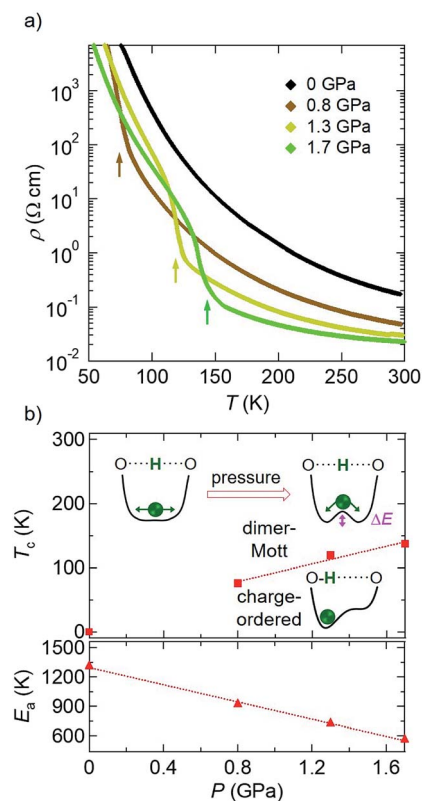 a)
10³
10²
10¹
10⁰
10⁻¹
10⁻²
ρ (Ω cm)
0 GPa
0.8 GPa
1.3 GPa
1.7 GPa
50 100 150 200 250 300
T (K)
b)
300
200
100
0
T_c (K)
O······H······O
pressure
O······H······O
ΔE
dimer-
Mott
charge-
ordered
O-H······O
1500
1200
900
600
E_a (K)
0 0.4 0.8 1.2 1.6
P (GPa)